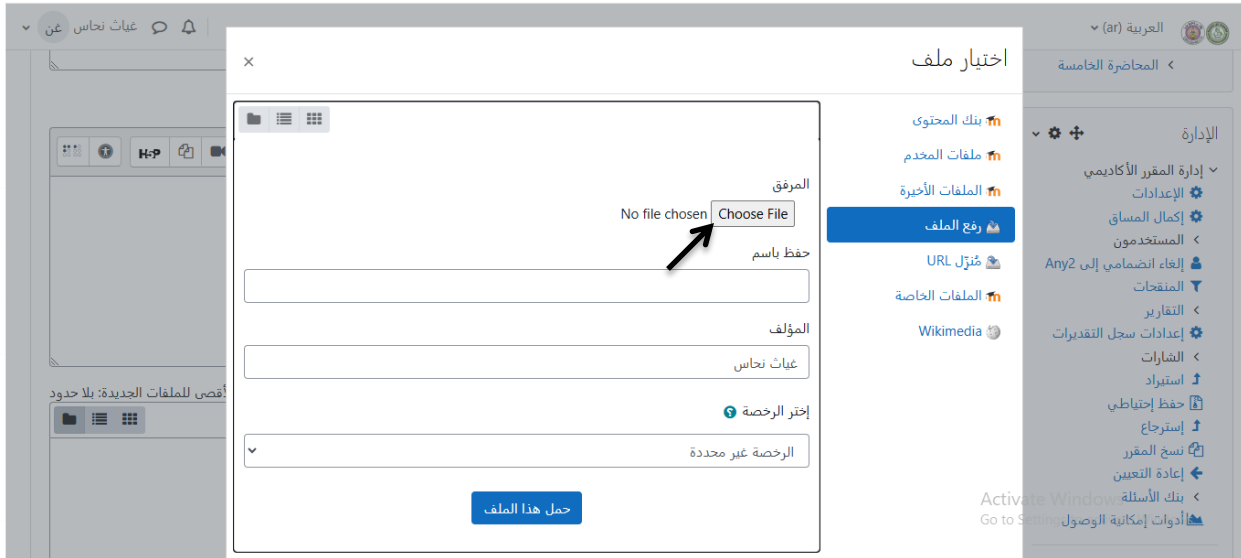 العربية (ar)
غياث نحاس
غن
المحاضرة الخامسة
الإدارة
إدارة المقرر الأكاديمي
الإعدادات
إكمال المساق
المستخدمون
إلغاء انضمامي إلى Any2
المنقحات
التقارير
إعدادات سجل التقديرات
الشارات
استيراد
حفظ إحتياطي
إسترجاع
نسخ المقرر
إعادة التعيين
بنك الأسئلة
أدوات إمكانية الوصول
اختيار ملف
×
بنك المحتوى
ملفات المخدم
الملفات الأخيرة
رفع الملف
مُنزِّل URL
الملفات الخاصة
Wikimedia
المرفق
Choose File No file chosen
حفظ باسم
المؤلف
غياث نحاس
إختر الرخصة
الرخصة غير محددة
حمل هذا الملف
H-P
أقصى للملفات الجديدة: بلا حدود
Activate Windows
Go to Settings